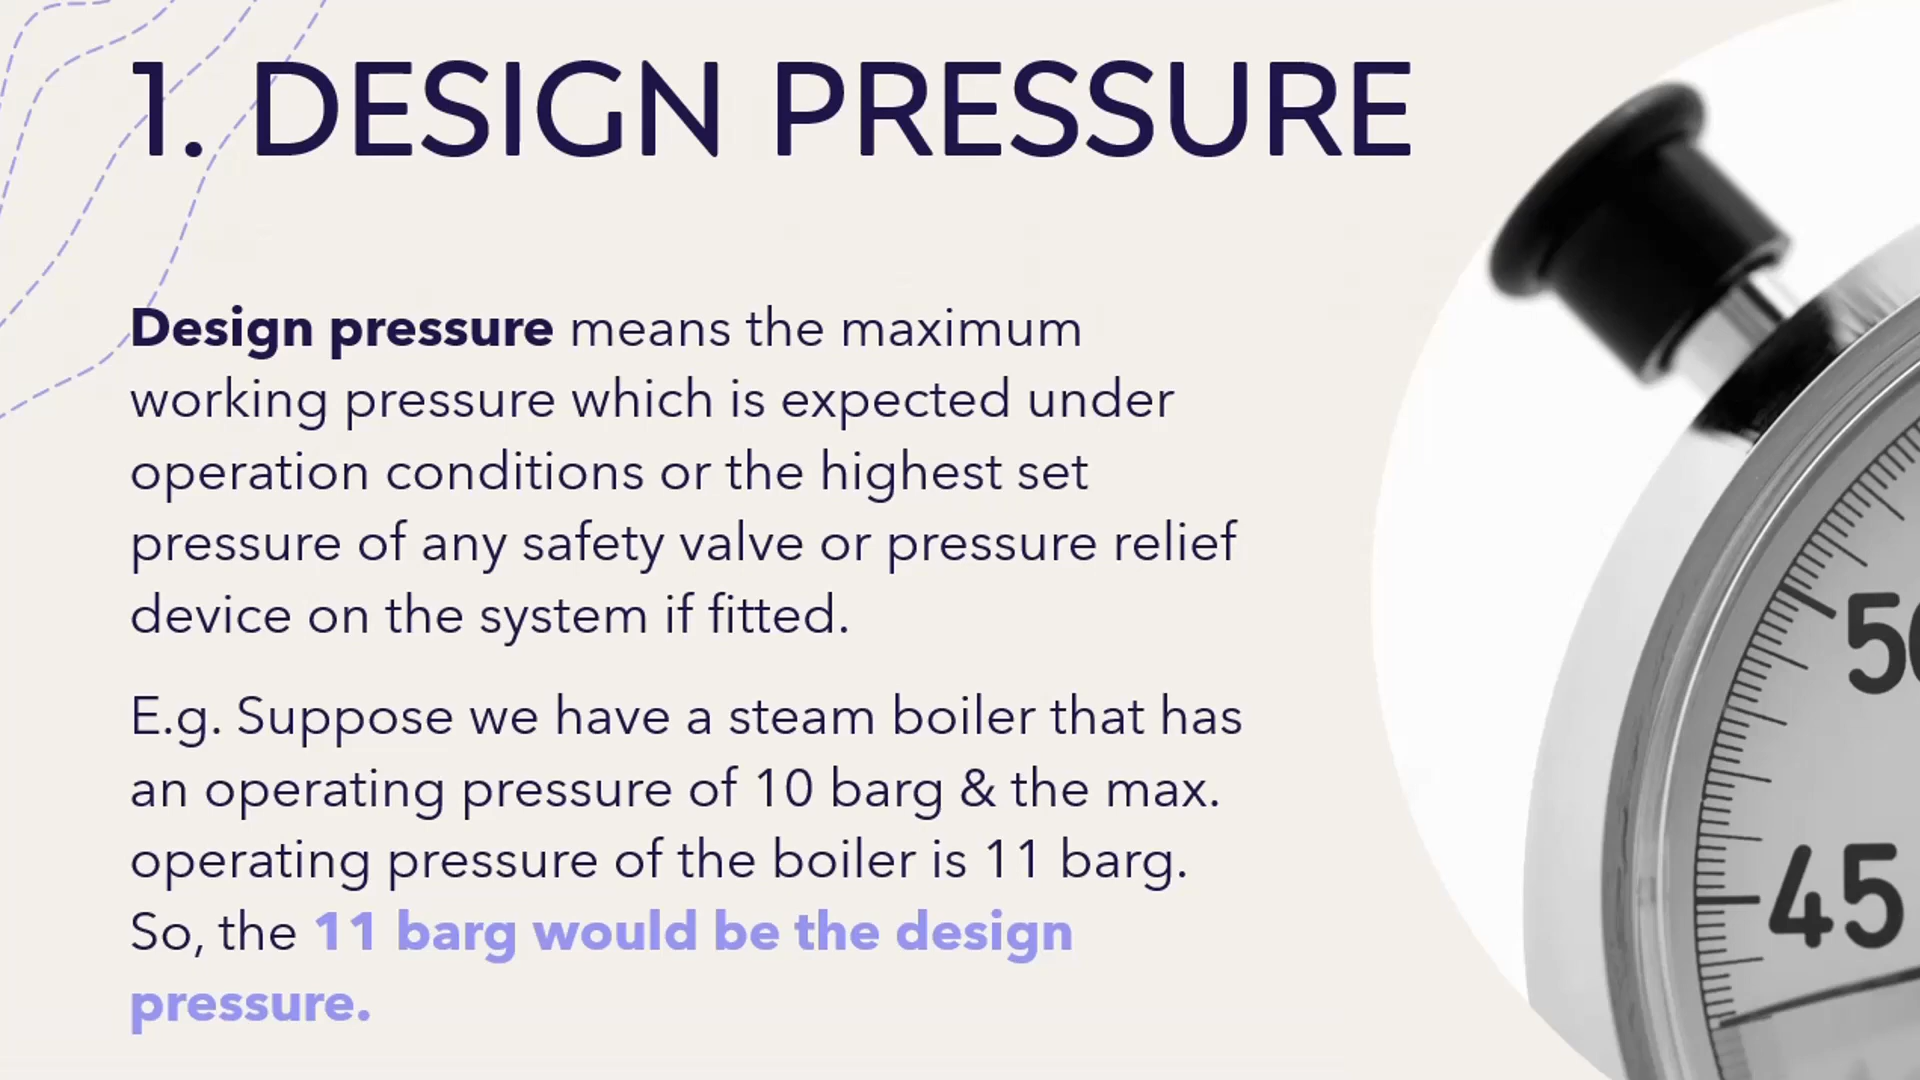 1. DESIGN PRESSURE
Design pressure means the maximum
working pressure which is expected under
operation conditions or the highest set
pressure of any safety valve or pressure relief
device on the system if fitted.
E.g. Suppose we have a steam boiler that has
an operating pressure of 10 barg & the max.
operating pressure of the boiler is 11 barg.
So, the 11 barg would be the design
pressure.
45